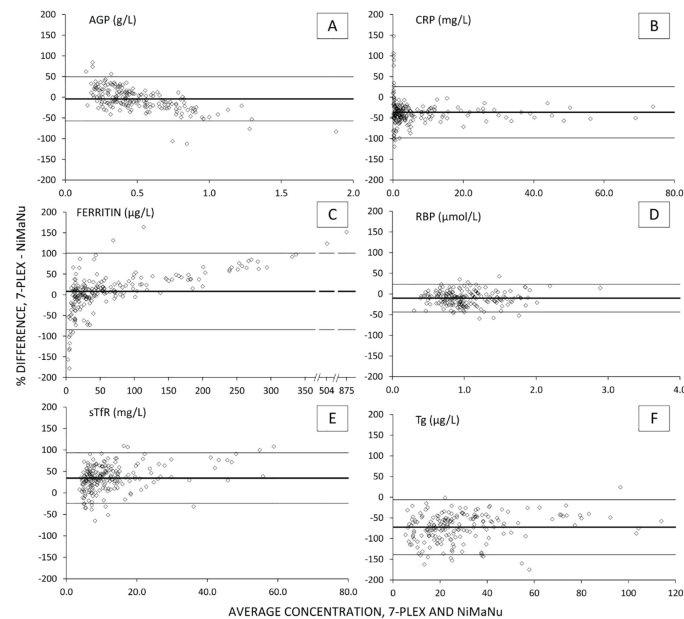 AGP (g/L)
A
200
150
100
50
0
-50
-100
-150
-200
0.0 0.5 1.0 1.5 2.0
CRP (mg/L)
B
200
150
100
50
0
-50
-100
-150
-200
0.0 20.0 40.0 60.0 80.0
FERRITIN (µg/L)
C
200
150
100
50
0
-50
-100
-150
-200
0 50 100 150 200 250 300 350 504 875
RBP (µmol/L)
D
200
150
100
50
0
-50
-100
-150
-200
0.0 1.0 2.0 3.0 4.0
sTfR (mg/L)
E
200
150
100
50
0
-50
-100
-150
-200
0.0 20.0 40.0 60.0 80.0
Tg (µg/L)
F
200
150
100
50
0
-50
-100
-150
-200
0 20 40 60 80 100 120
% DIFFERENCE, 7-PLEX - NiMaNu
AVERAGE CONCENTRATION, 7-PLEX AND NiMaNu